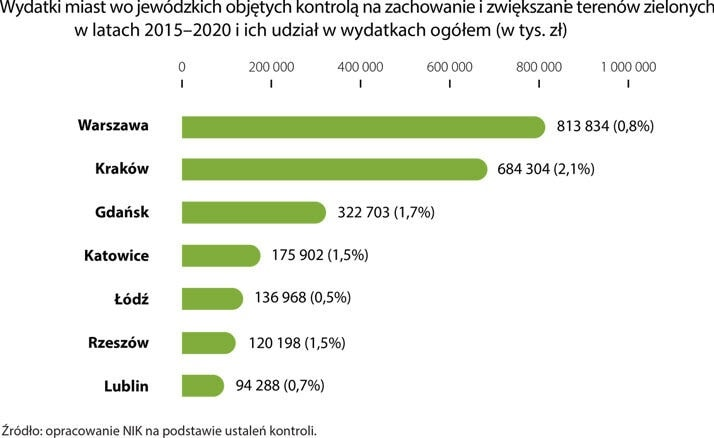 Wydatki miast wo jewódzkich objętych kontrolą na zachowanie i zwiększanie terenów zielonych
w latach 2015–2020 i ich udział w wydatkach ogółem (w tys. zł)
0 200 000 400 000 600 000 800 000 1 000 000
Warszawa 813 834 (0,8%)
Kraków 684 304 (2,1%)
Gdańsk 322 703 (1,7%)
Katowice 175 902 (1,5%)
Łódź 136 968 (0,5%)
Rzeszów 120 198 (1,5%)
Lublin 94 288 (0,7%)
Źródło: opracowanie NIK na podstawie ustaleń kontroli.